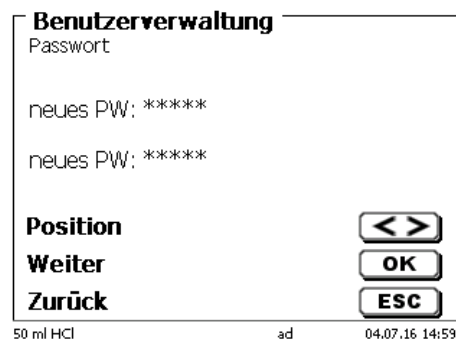 Benutzerverwaltung
Passwort
neues PW: *****
neues PW: *****
Position < >
Weiter OK
Zurück ESC
50 ml HCl ad 04.07.16 14:59